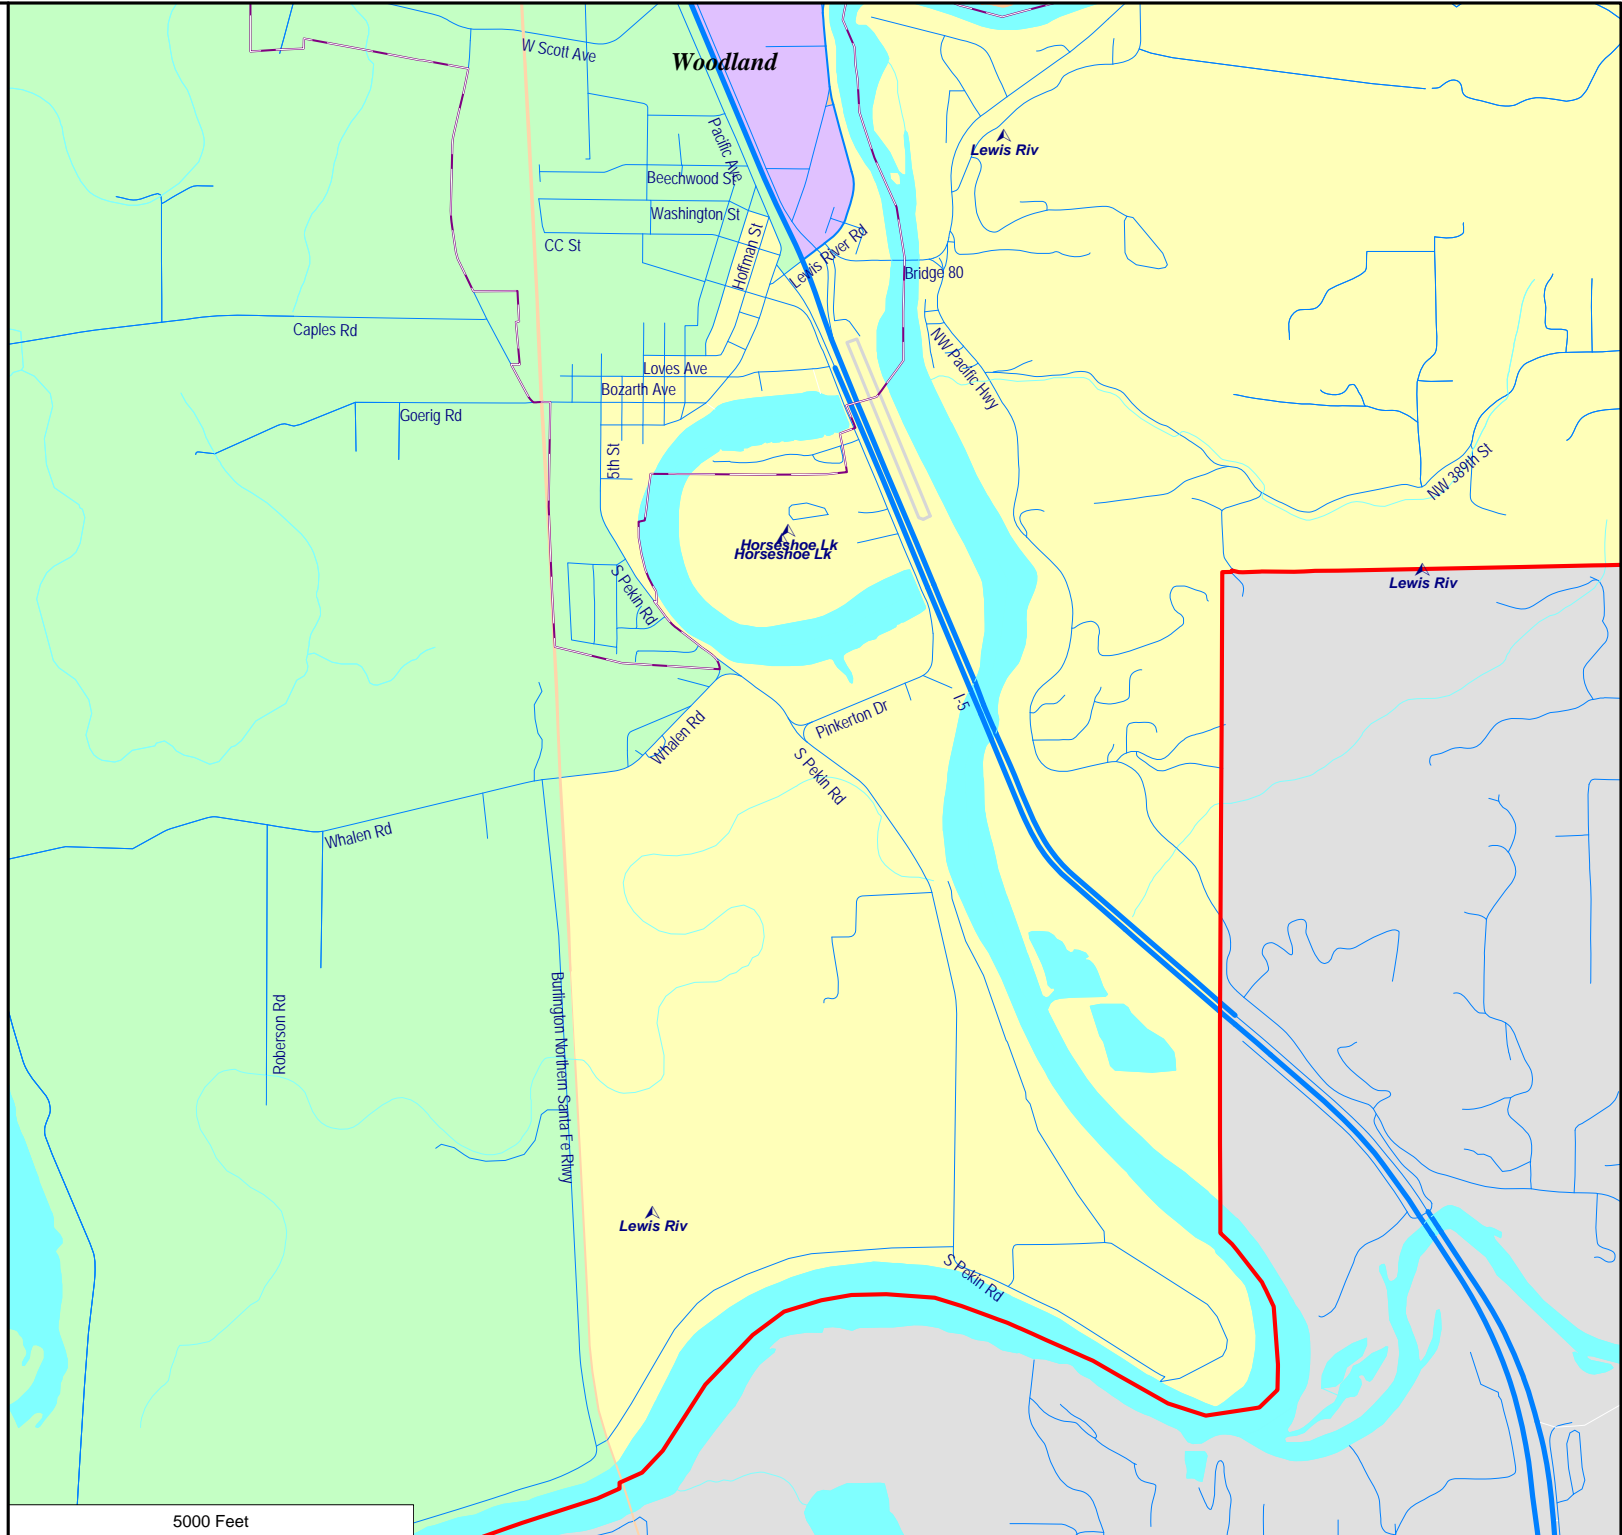 W Scott Ave
Woodland
Pacific Ave
Lewis Riv
Beechwood St
Washington St
CC St
Hoffman St
Lewis River Rd
Bridge 80
Caples Rd
NW Pacific Hwy
Loves Ave
Bozarth Ave
Goerig Rd
5th St
NW 389th St
Horseshoe Lk
Horseshoe Lk
Lewis Riv
S Pekin Rd
I-5
Pinkerton Dr
Whalen Rd
S Pekin Rd
Whalen Rd
Roberson Rd
Burlington Northern Santa Fe Rlwy
Lewis Riv
S Pekin Rd
5000 Feet